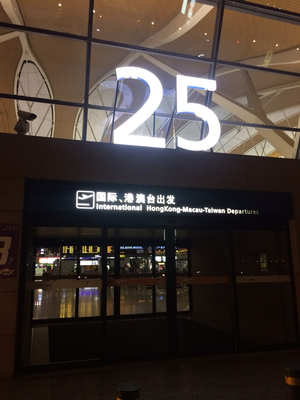 25
国际、港澳台出发
International HongKong-Macau-Taiwan Departures